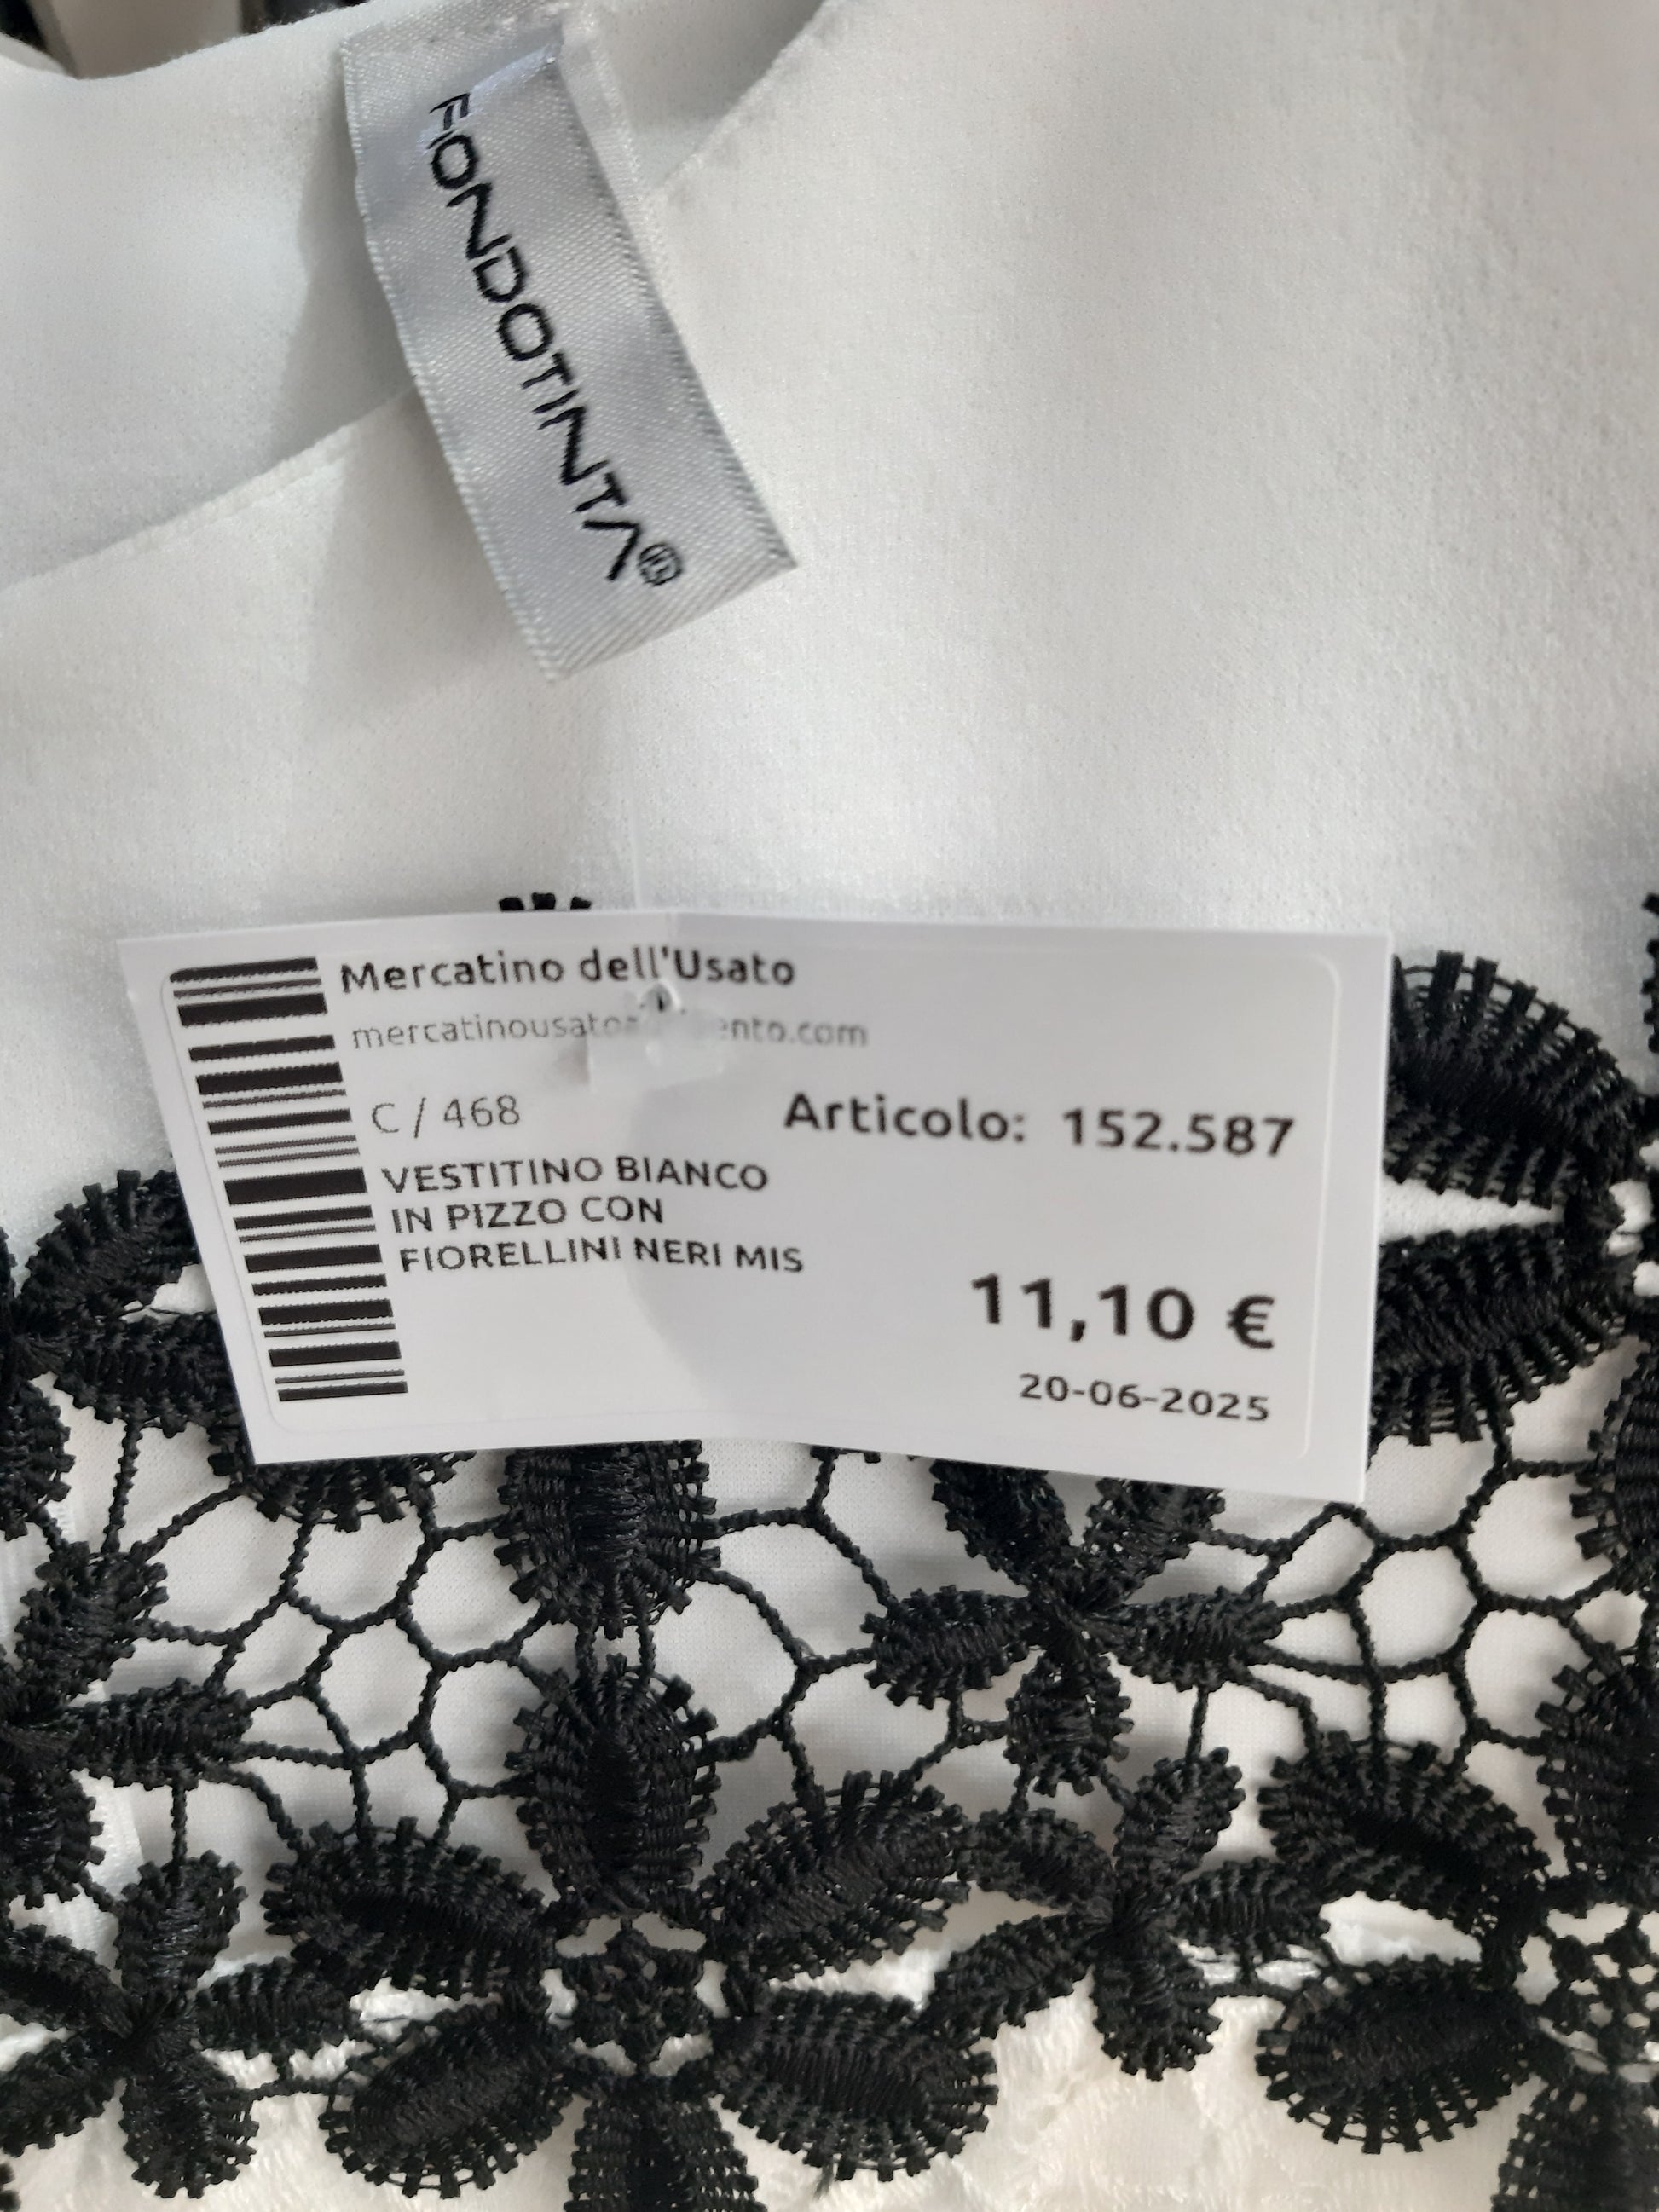 FONDOTINTA®
Mercatino dell'Usato
C / 468
Articolo: 152.587
VESTITINO BIANCO
IN PIZZO CON
FIORELLINI NERI MIS
11,10 €
20-06-2025